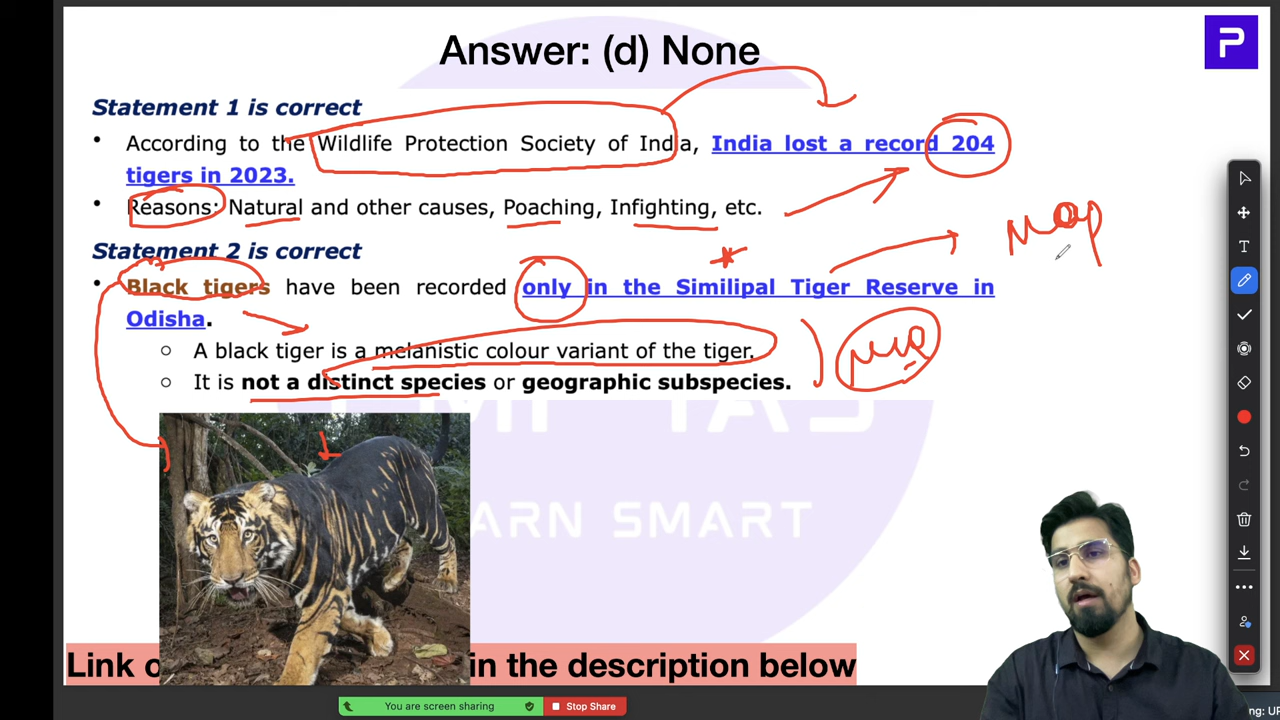 Answer: (d) None
Statement 1 is correct
• According to the Wildlife Protection Society of India, India lost a record 204
tigers in 2023.
• Reasons: Natural and other causes, Poaching, Infighting, etc.
Map
Statement 2 is correct
• Black tigers have been recorded only in the Similipal Tiger Reserve in
Odisha.
○ A black tiger is a melanistic colour variant of the tiger.
○ It is not a distinct species or geographic subspecies.
LEARN SMART
Link in the description below
You are screen sharing
Stop Share